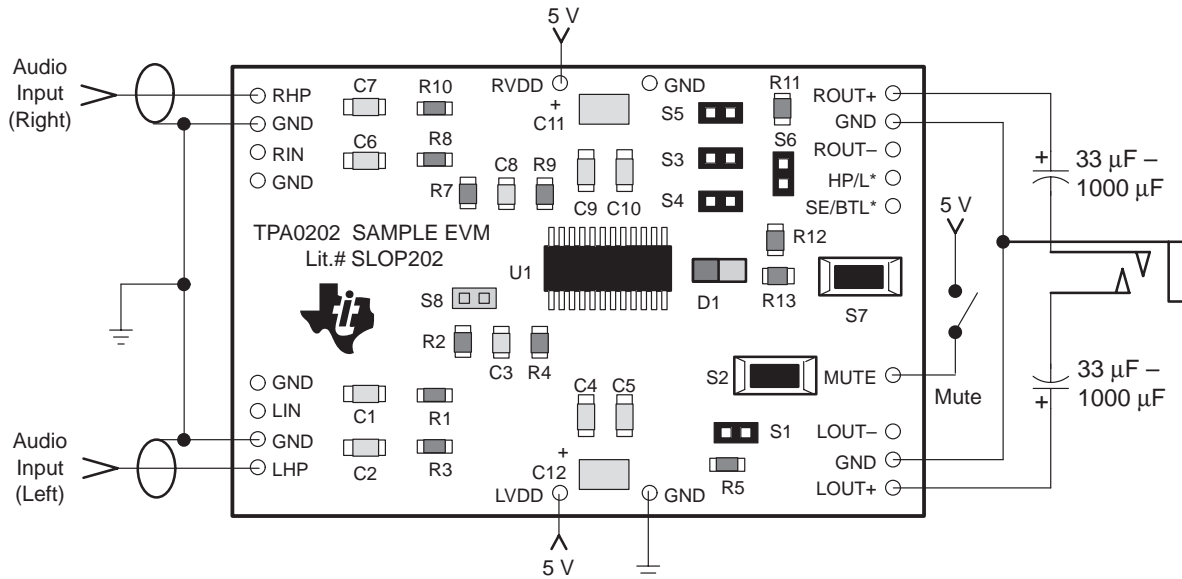 5 V
Audio
Input
(Right)
RHP
GND
RIN
GND
C7
R10
C6
R8
RVDD
GND
+
C11
S5
R11
ROUT+
GND
ROUT–
HP/L*
SE/BTL*
S3
S6
S4
R7
C8
R9
C9
C10
+
33 μF –
1000 μF
5 V
TPA0202 SAMPLE EVM
Lit.# SLOP202
U1
R12
D1
R13
S7
S8
ti
R2
C3
R4
S2
MUTE
Mute
33 μF –
1000 μF
+
GND
LIN
GND
LHP
C1
R1
C2
R3
C4
C5
S1
LOUT–
GND
LOUT+
R5
Audio
Input
(Left)
+
C12
LVDD
GND
5 V